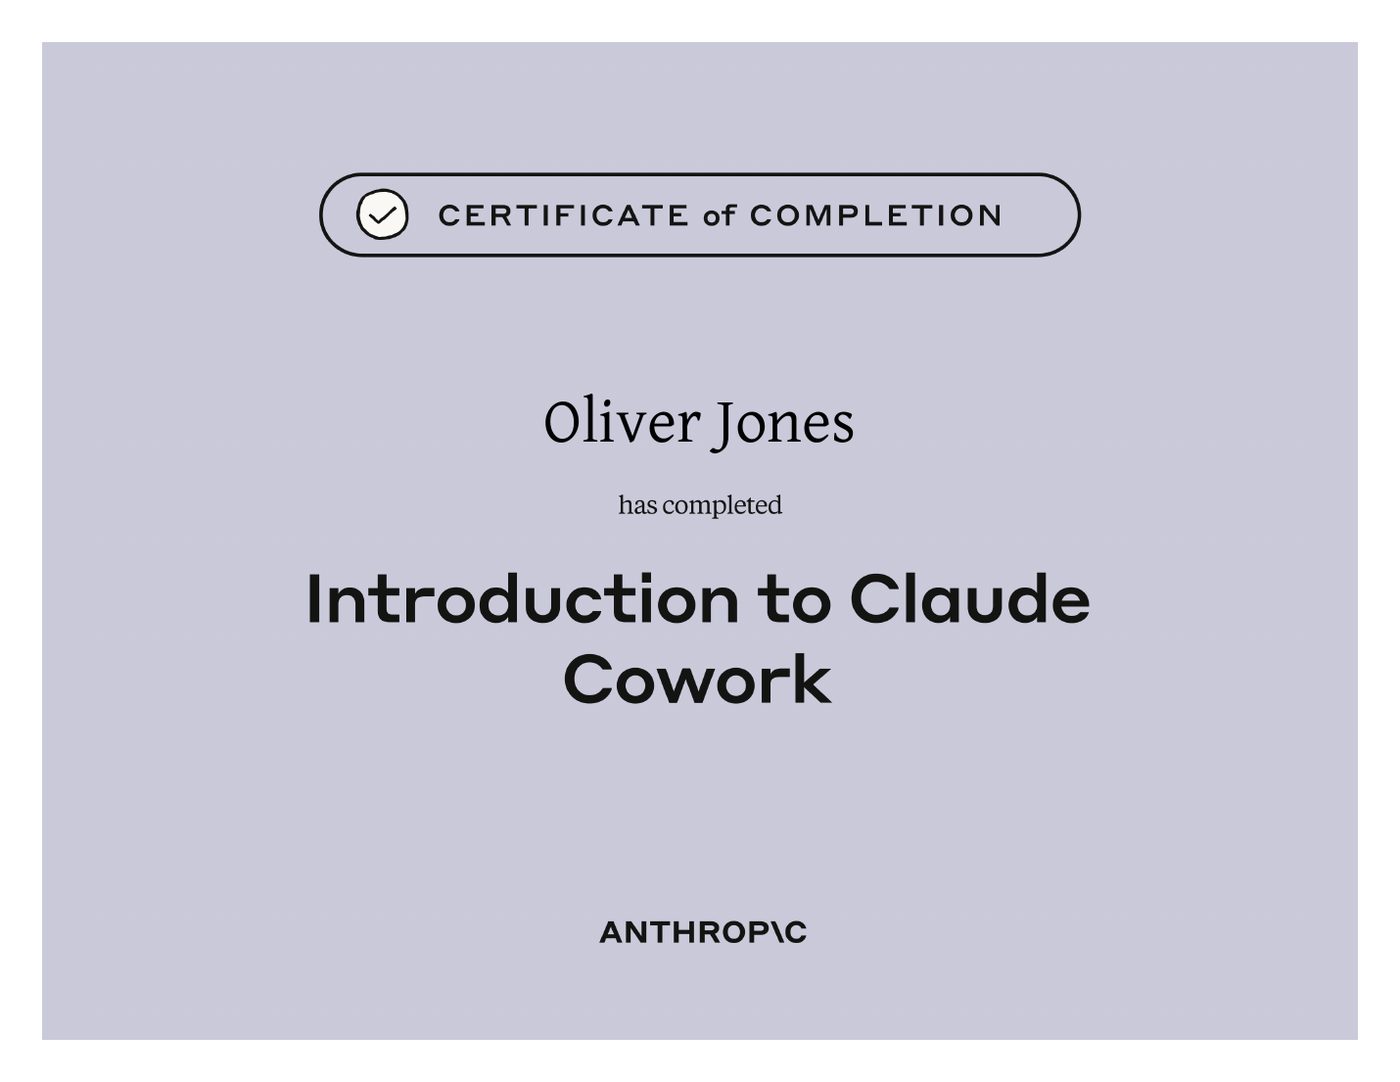 CERTIFICATE of COMPLETION
Oliver Jones
has completed
Introduction to Claude
Cowork
ANTHROP\C